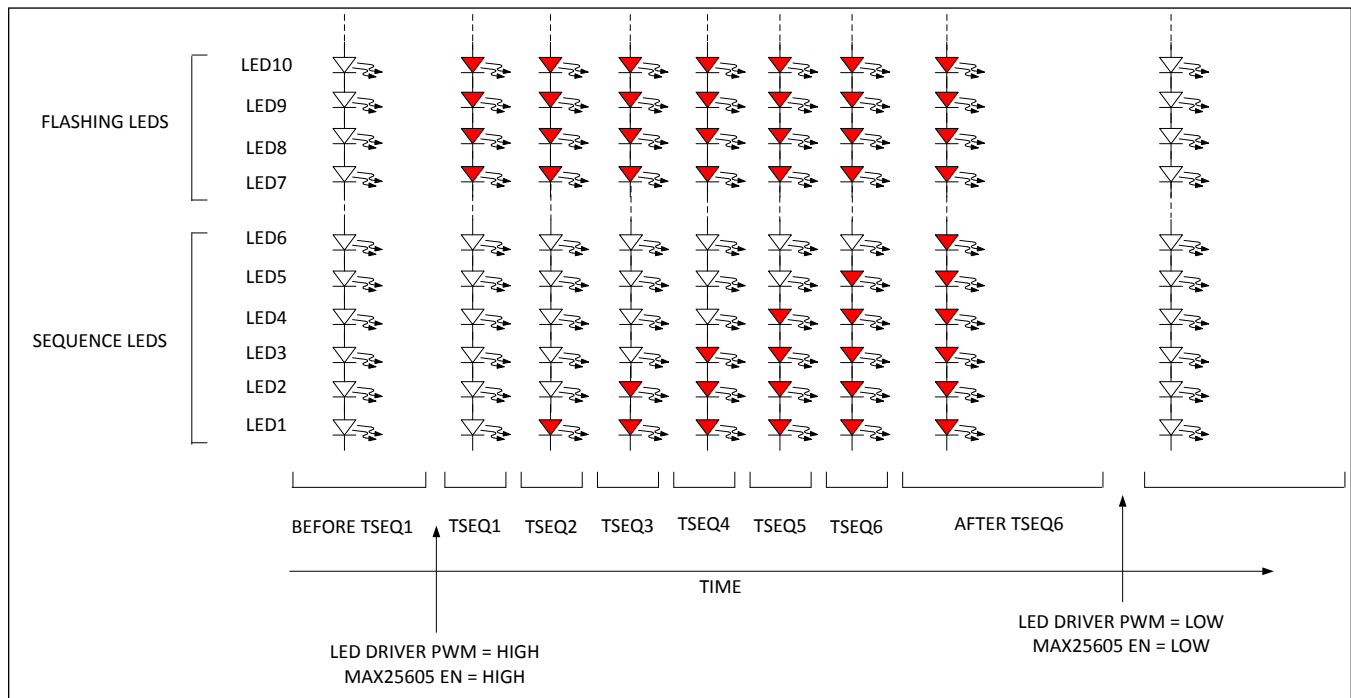 LED10
LED9
FLASHING LEDS
LED8
LED7
LED6
LED5
LED4
SEQUENCE LEDS
LED3
LED2
LED1
BEFORE TSEQ1
TSEQ1
TSEQ2
TSEQ3
TSEQ4
TSEQ5
TSEQ6
AFTER TSEQ6
TIME
LED DRIVER PWM = HIGH
MAX25605 EN = HIGH
LED DRIVER PWM = LOW
MAX25605 EN = LOW